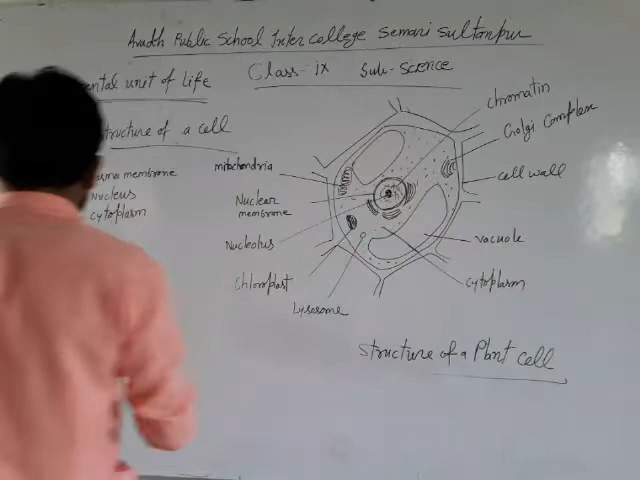 Avadh Public School Inter college Semari Sultanpur
Class-ix Sub-Science
ental unit of Life
tructure of a cell
asma membrane
Nucleus
cytoplasm
mitochondria
Nuclear
membrane
Nucleolus
Chloroplast
Lysosome
chromatin
Golgi Complex
cell wall
vacuole
cytoplasm
Structure of a Plant cell